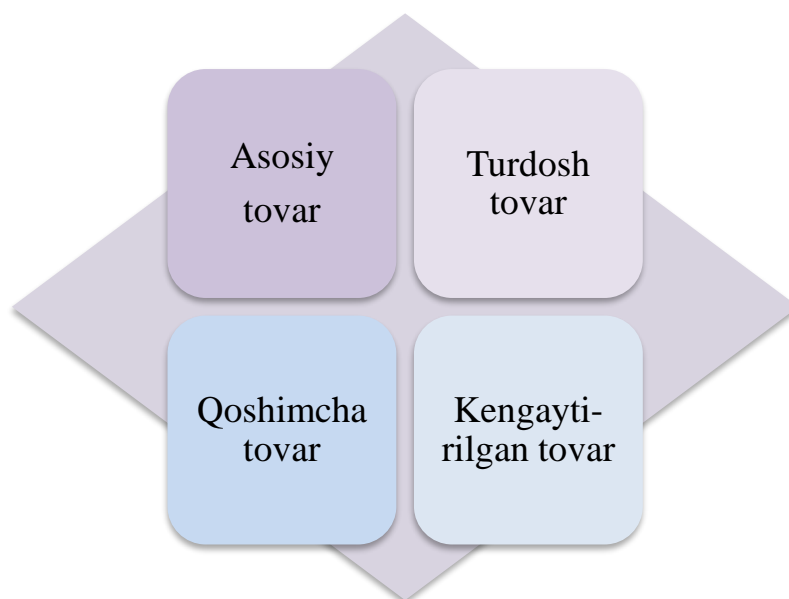 Asosiy
tovar
Turdosh
tovar
Qoshimcha
tovar
Kengayti-
rilgan tovar